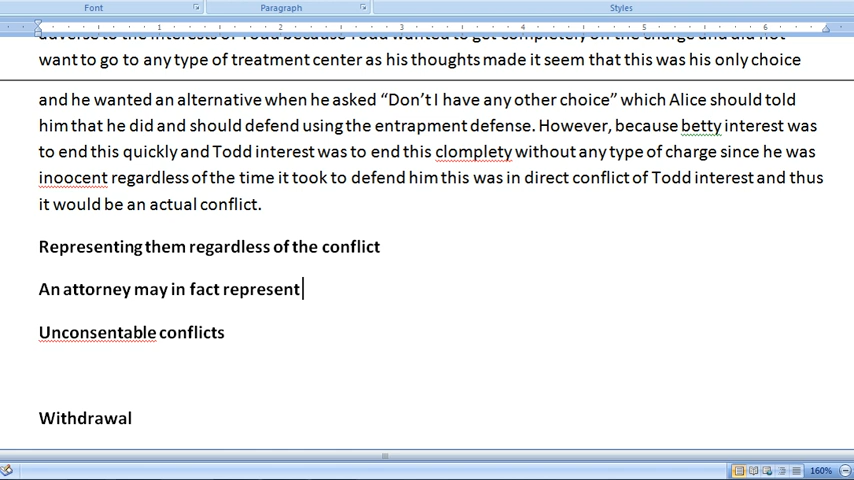 Font Paragraph Styles
1 2 3 4 5 6
adverse to the interests of Todd because Todd wanted to get completely off the charge and did not
want to go to any type of treatment center as his thoughts made it seem that this was his only choice
and he wanted an alternative when he asked “Don’t I have any other choice” which Alice should told
him that he did and should defend using the entrapment defense. However, because betty interest was
to end this quickly and Todd interest was to end this clomplety without any type of charge since he was
inoocent regardless of the time it took to defend him this was in direct conflict of Todd interest and thus
it would be an actual conflict.
Representing them regardless of the conflict
An attorney may in fact represent
Unconsentable conflicts
Withdrawal
160%